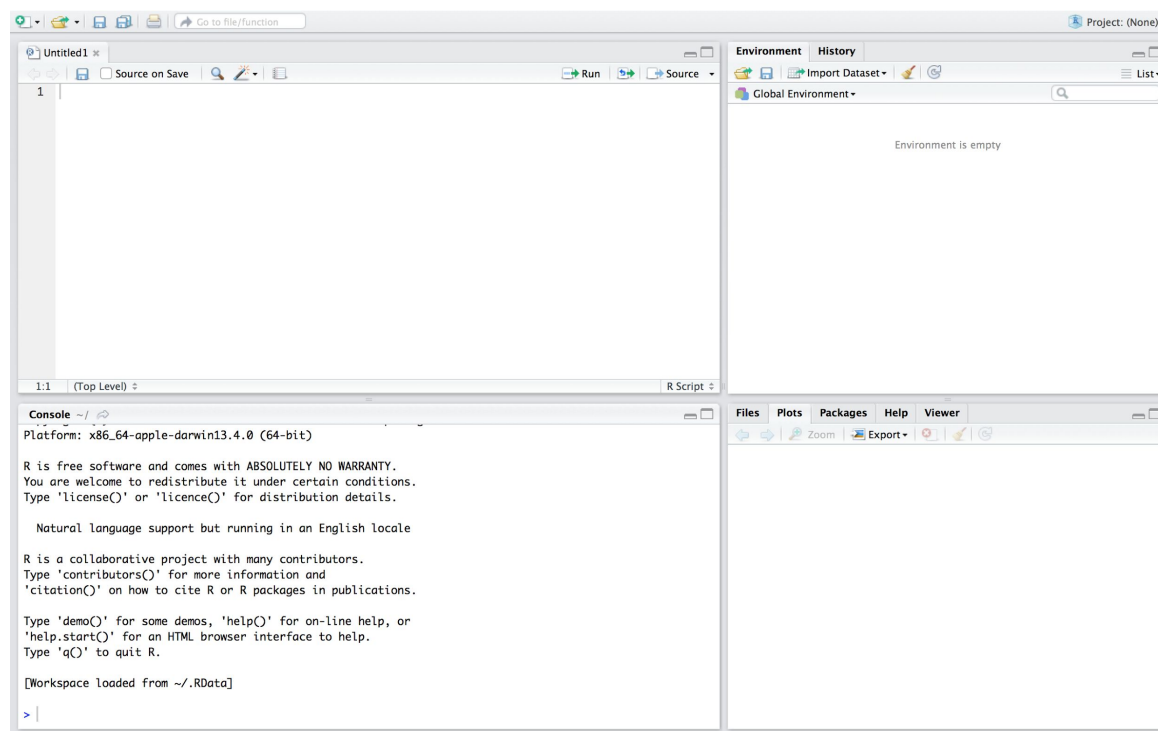 Go to file/function
Project: (None)
Untitled1
Source on Save
Run
Source
1
1:1
(Top Level)
R Script
Console ~/
Platform: x86_64-apple-darwin13.4.0 (64-bit)
R is free software and comes with ABSOLUTELY NO WARRANTY.
You are welcome to redistribute it under certain conditions.
Type 'license()' or 'licence()' for distribution details.
Natural language support but running in an English locale
R is a collaborative project with many contributors.
Type 'contributors()' for more information and
'citation()' on how to cite R or R packages in publications.
Type 'demo()' for some demos, 'help()' for on-line help, or
'help.start()' for an HTML browser interface to help.
Type 'q()' to quit R.
[Workspace loaded from ~/.RData]
>
Environment History
Import Dataset
List
Global Environment
Environment is empty
Files Plots Packages Help Viewer
Zoom Export